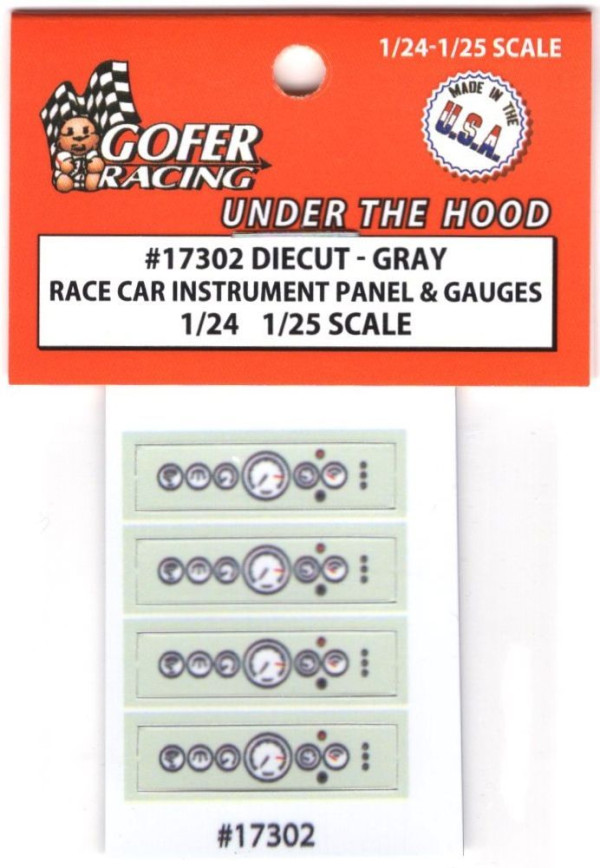 1/24-1/25 SCALE
MADE IN THE
U.S.A.
GOFER
RACING
UNDER THE HOOD
#17302 DIECUT - GRAY
RACE CAR INSTRUMENT PANEL & GAUGES
1/24 1/25 SCALE
#17302